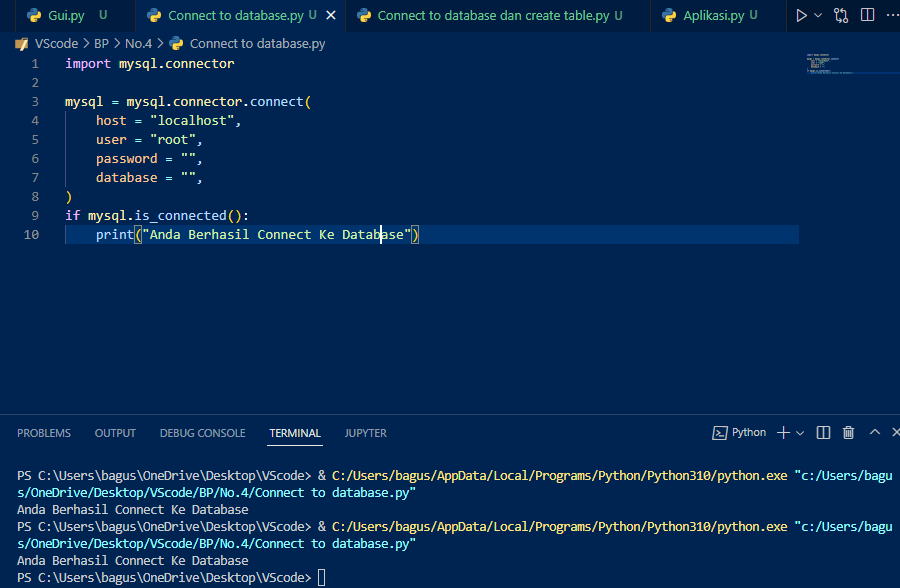 Gui.py U Connect to database.py U Connect to database dan create table.py U Aplikasi.py U
VScode > BP > No.4 > Connect to database.py
1 import mysql.connector
2
3 mysql = mysql.connector.connect(
4 host = "localhost",
5 user = "root",
6 password = "",
7 database = "",
8 )
9 if mysql.is_connected():
10 print("Anda Berhasil Connect Ke Database")
PROBLEMS OUTPUT DEBUG CONSOLE TERMINAL JUPYTER Python
PS C:\Users\bagus\OneDrive\Desktop\VScode> & C:/Users/bagus/AppData/Local/Programs/Python/Python310/python.exe "c:/Users/bagu
s/OneDrive/Desktop/VScode/BP/No.4/Connect to database.py"
Anda Berhasil Connect Ke Database
PS C:\Users\bagus\OneDrive\Desktop\VScode> & C:/Users/bagus/AppData/Local/Programs/Python/Python310/python.exe "c:/Users/bagu
s/OneDrive/Desktop/VScode/BP/No.4/Connect to database.py"
Anda Berhasil Connect Ke Database
PS C:\Users\bagus\OneDrive\Desktop\VScode>